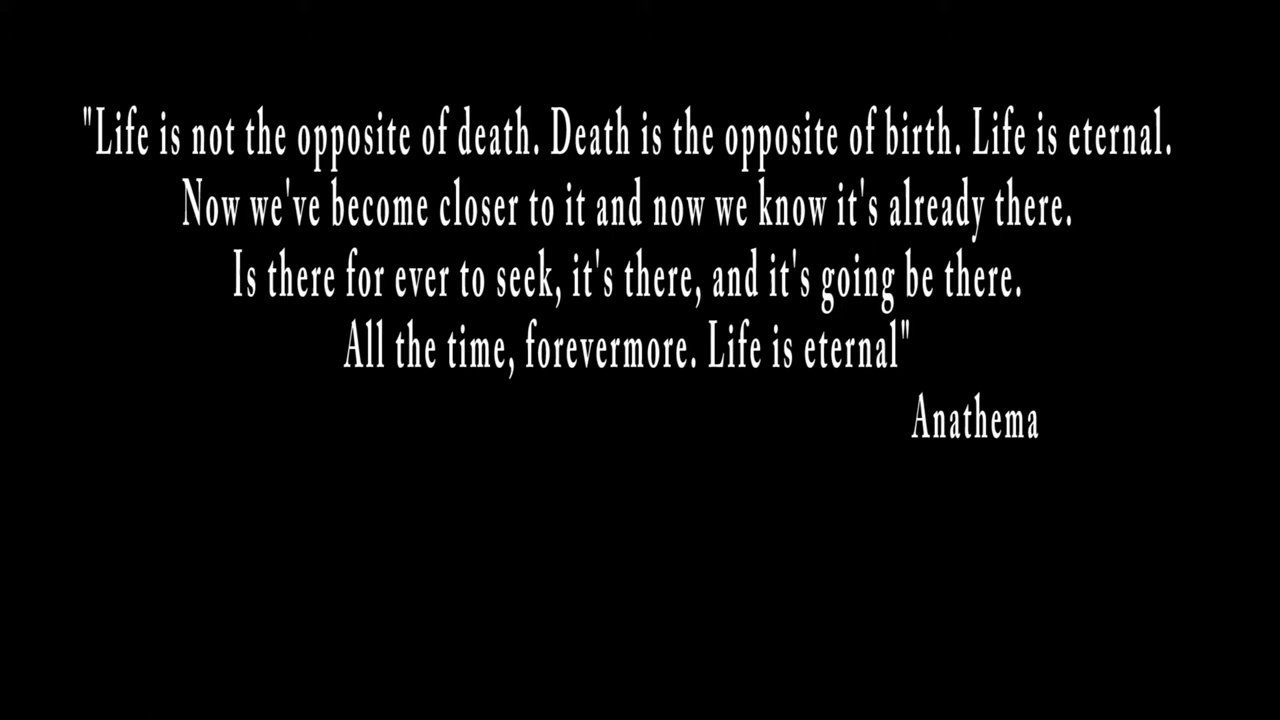 "Life is not the opposite of death. Death is the opposite of birth. Life is eternal.
Now we've become closer to it and now we know it's already there.
Is there for ever to seek, it's there, and it's going be there.
All the time, forevermore. Life is eternal"
Anathema